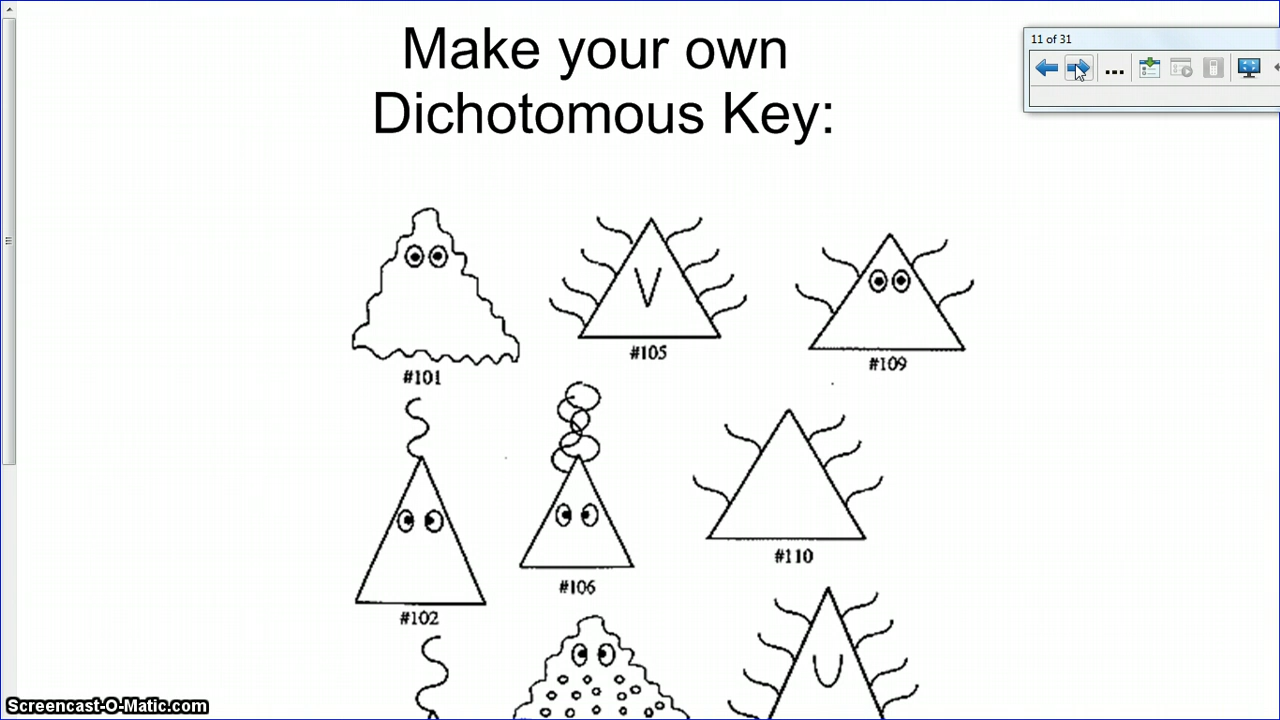 Make your own
Dichotomous Key:
11 of 31
#101
#105
#109
#102
#106
#110
Screencast-O-Matic.com